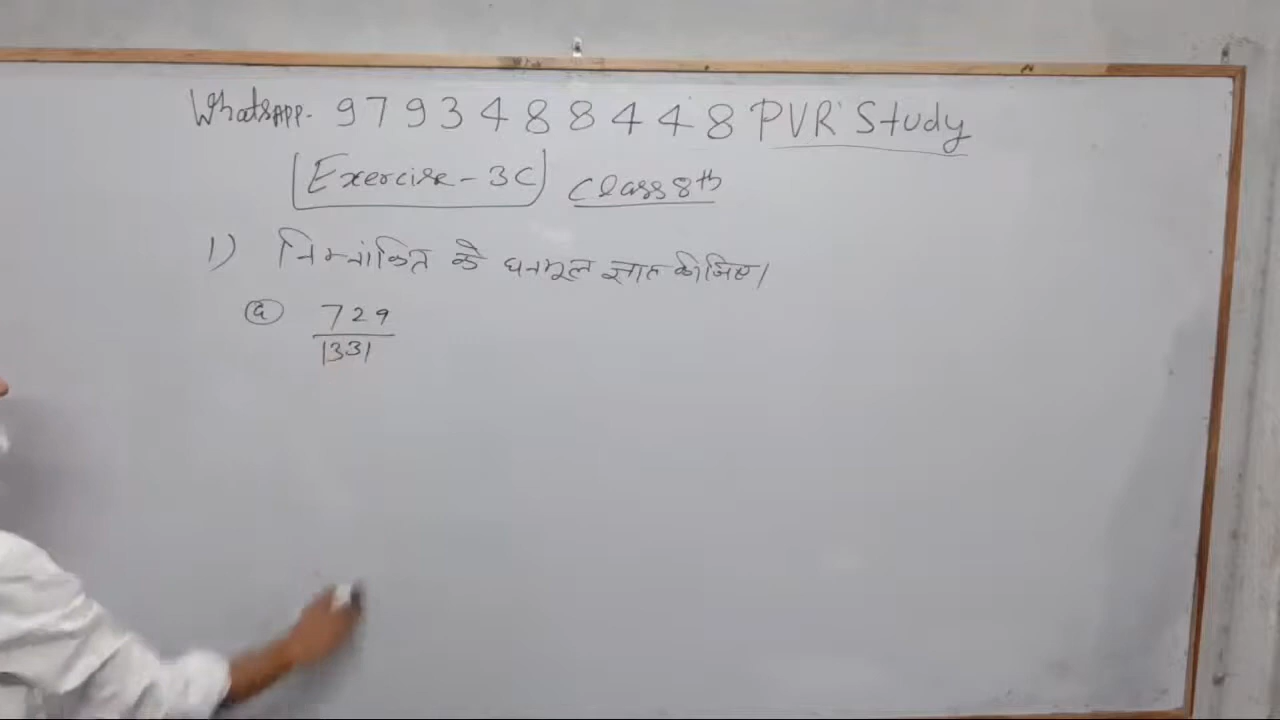 WhatsApp. 9793488448 PVR Study
[Exercise - 3C] Class 8th
1) निम्नांकित के घनमूल ज्ञात कीजिए।
(a) 729
1331